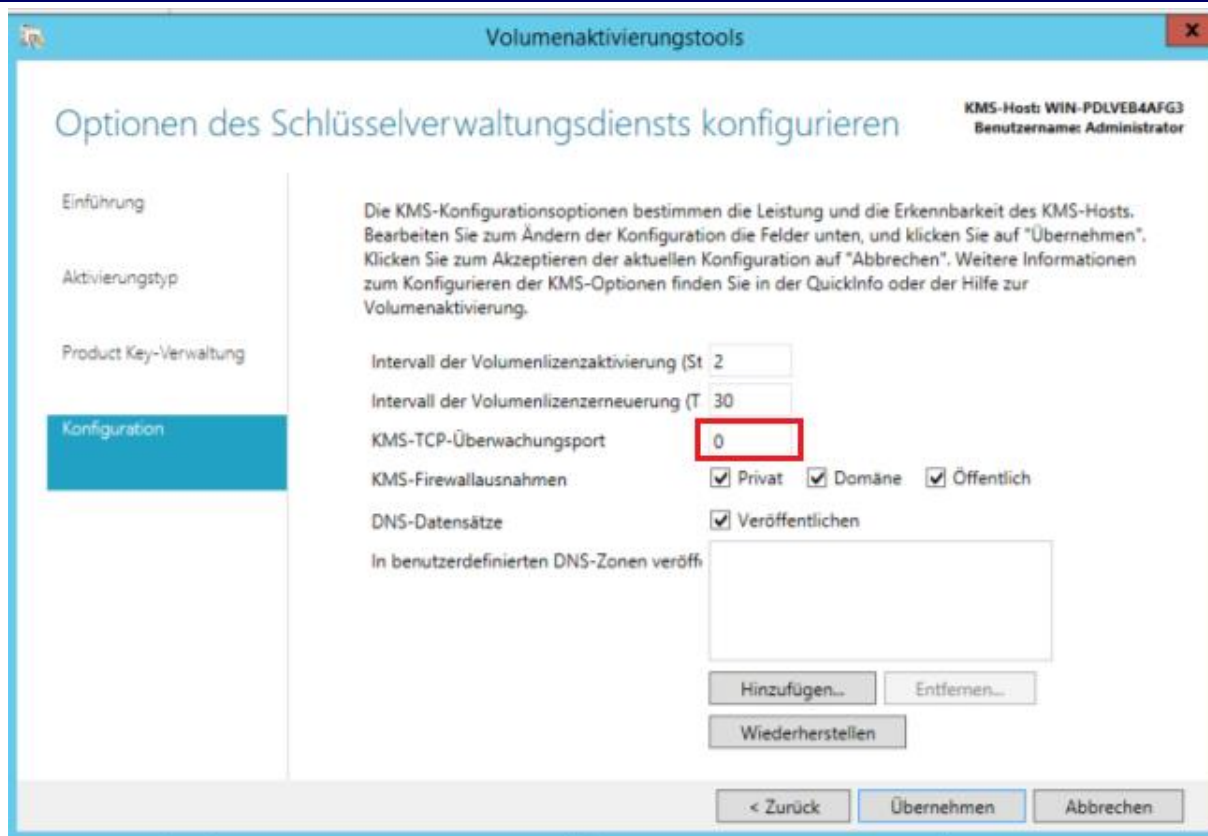 Volumenaktivierungstools
x
Optionen des Schlüsselverwaltungsdiensts konfigurieren
KMS-Host: WIN-PDLVEB4AFG3
Benutzername: Administrator
Einführung
Aktivierungstyp
Product Key-Verwaltung
Konfiguration
Die KMS-Konfigurationsoptionen bestimmen die Leistung und die Erkennbarkeit des KMS-Hosts.
Bearbeiten Sie zum Ändern der Konfiguration die Felder unten, und klicken Sie auf "Übernehmen".
Klicken Sie zum Akzeptieren der aktuellen Konfiguration auf "Abbrechen". Weitere Informationen
zum Konfigurieren der KMS-Optionen finden Sie in der QuickInfo oder der Hilfe zur
Volumenaktivierung.
Intervall der Volumenlizenzaktivierung (St 2
Intervall der Volumenlizenzerneuerung (T 30
KMS-TCP-Überwachungsport 0
KMS-Firewallausnahmen Privat Domäne Öffentlich
DNS-Datensätze Veröffentlichen
In benutzerdefinierten DNS-Zonen veröff
Hinzufügen... Entfernen...
Wiederherstellen
< Zurück Übernehmen Abbrechen